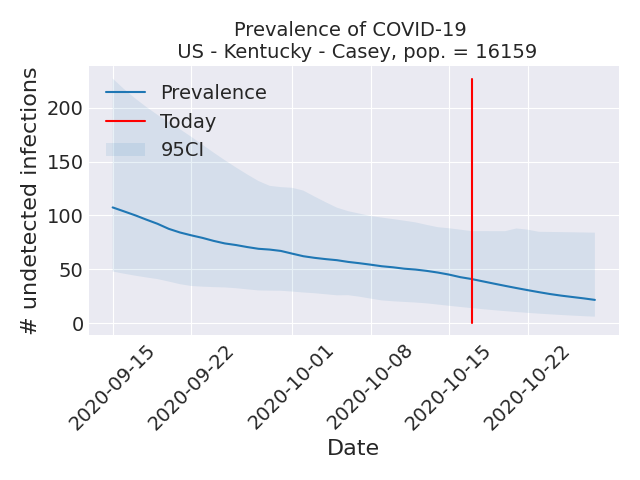 Prevalence of COVID-19
US - Kentucky - Casey, pop. = 16159
# undetected infections
200
150
100
50
0
Prevalence
Today
95CI
2020-09-15
2020-09-22
2020-10-01
2020-10-08
2020-10-15
2020-10-22
Date